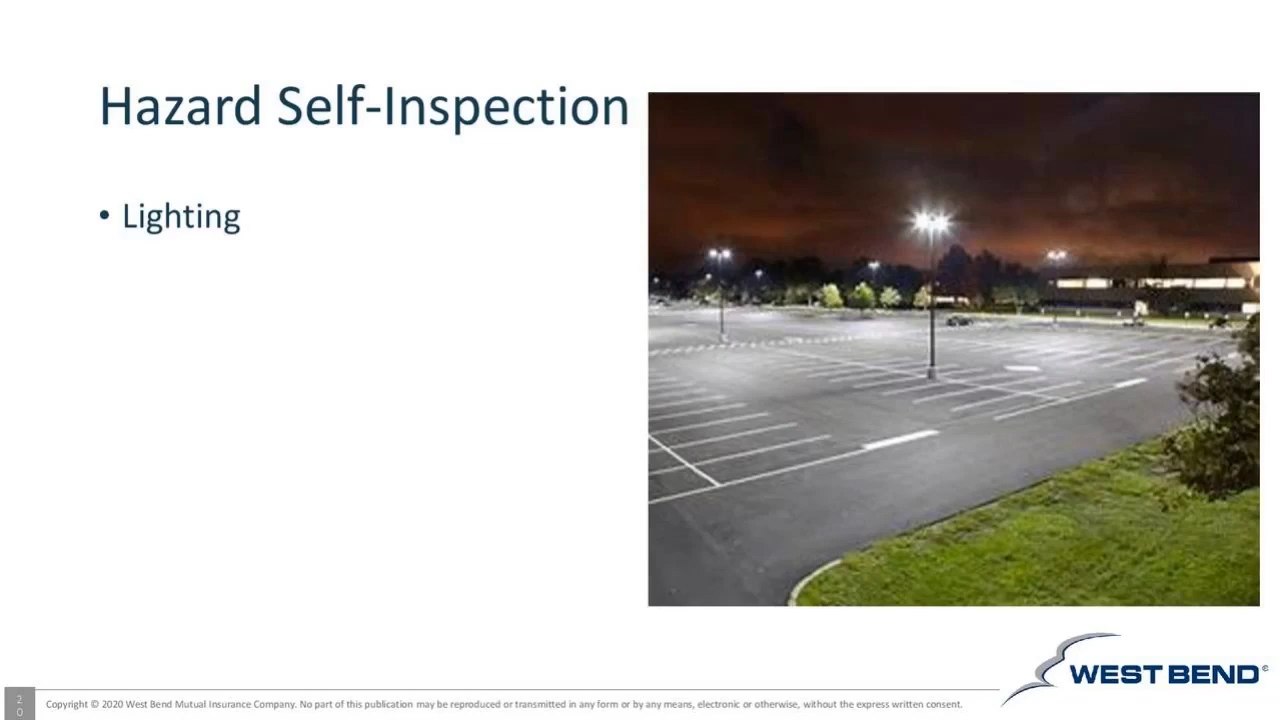 Hazard Self-Inspection
• Lighting
WEST BEND®
2
0
Copyright © 2020 West Bend Mutual Insurance Company. No part of this publication may be reproduced or transmitted in any form or by any means, electronic or otherwise, without the express written consent.